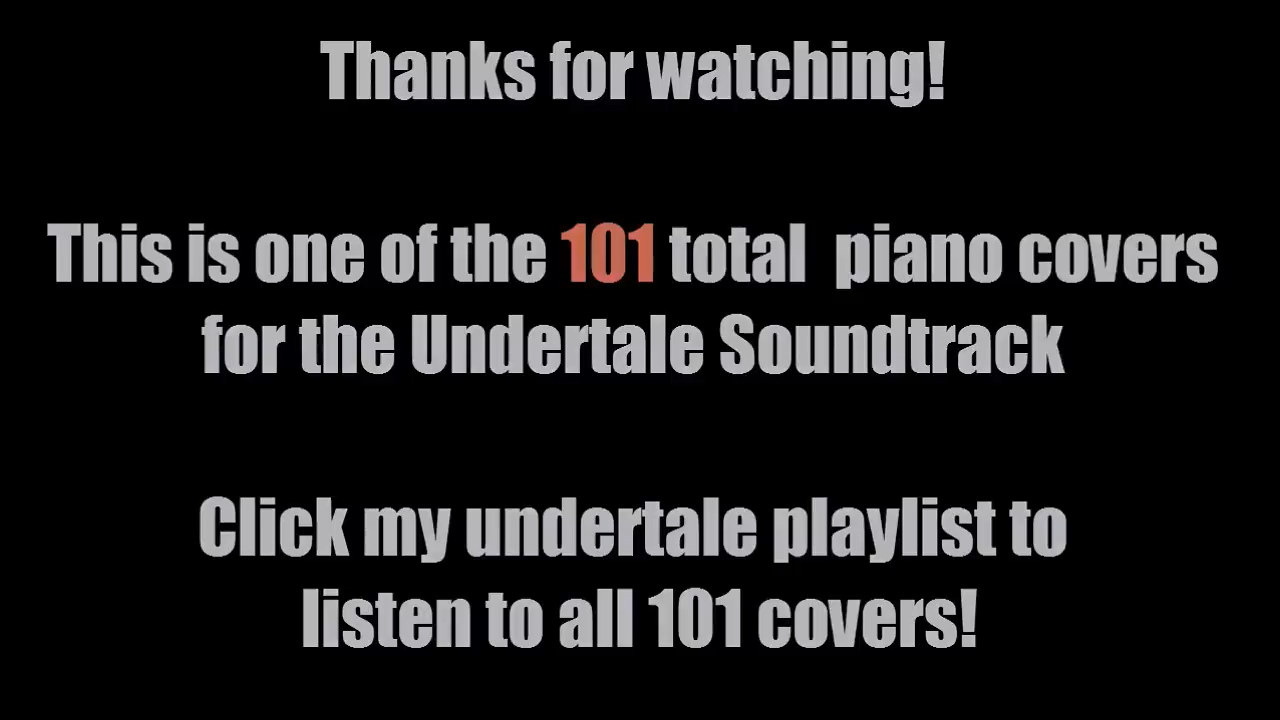 Thanks for watching!
This is one of the 101 total  piano covers
for the Undertale Soundtrack
Click my undertale playlist to
listen to all 101 covers!